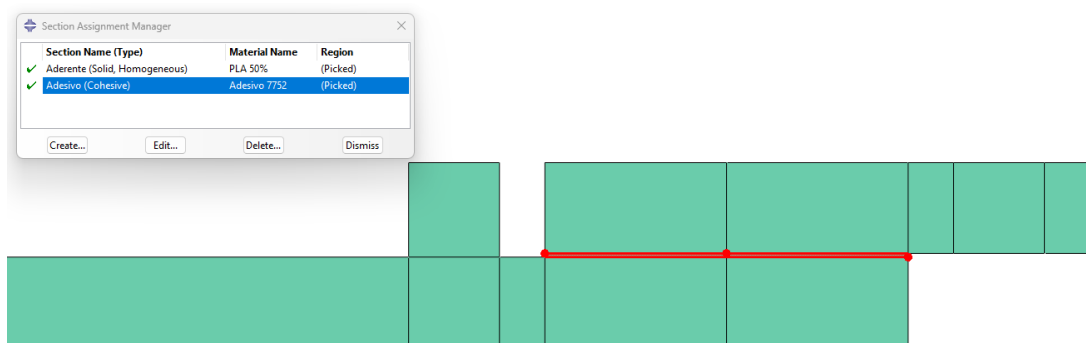 Section Assignment Manager
Section Name (Type) Material Name Region
Aderente (Solid, Homogeneous) PLA 50% (Picked)
Adesivo (Cohesive) Adesivo 7752 (Picked)
Create... Edit... Delete... Dismiss